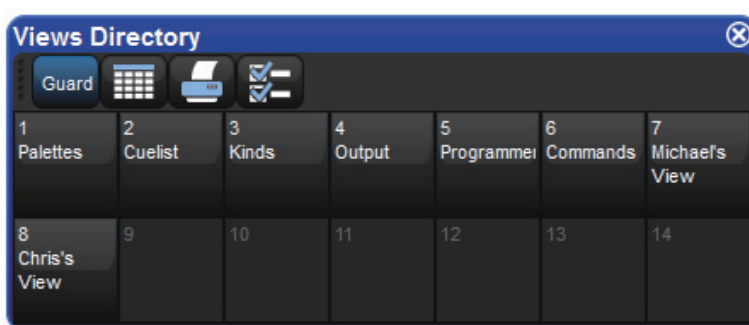 Views Directory
Guard
1 2 3 4 5 6 7
Palettes Cuelist Kinds Output Programmer Commands Michael's View
8 9 10 11 12 13 14
Chris's View